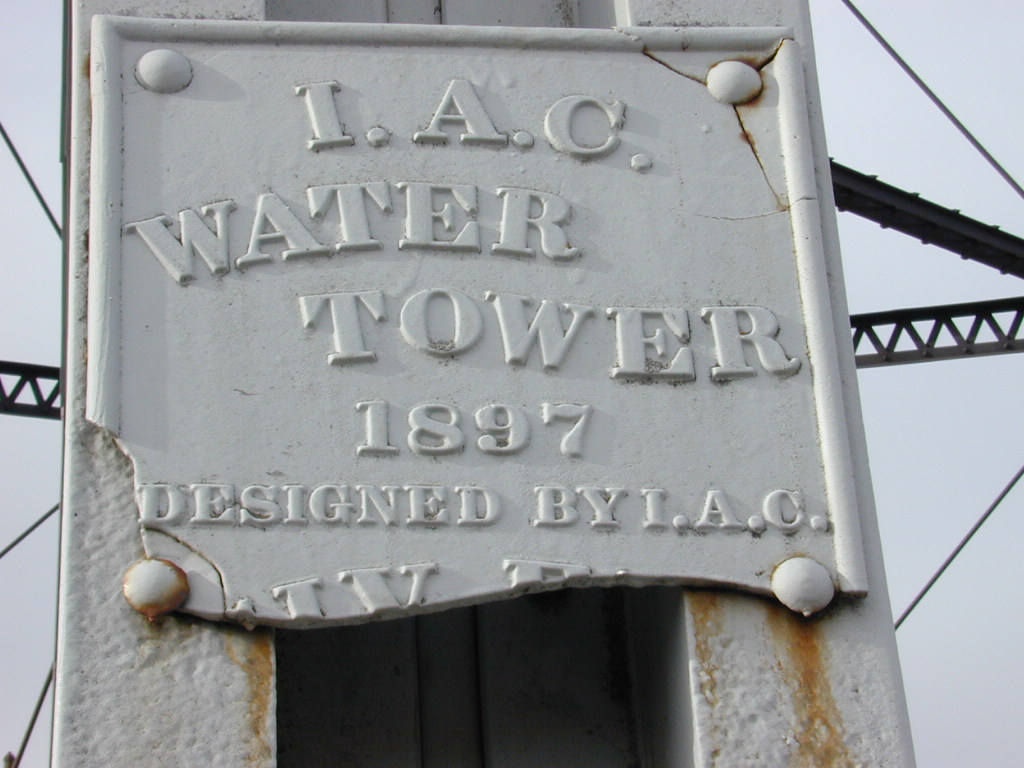 I.A.C.
WATER
TOWER
1897
DESIGNED BY I.A.C.